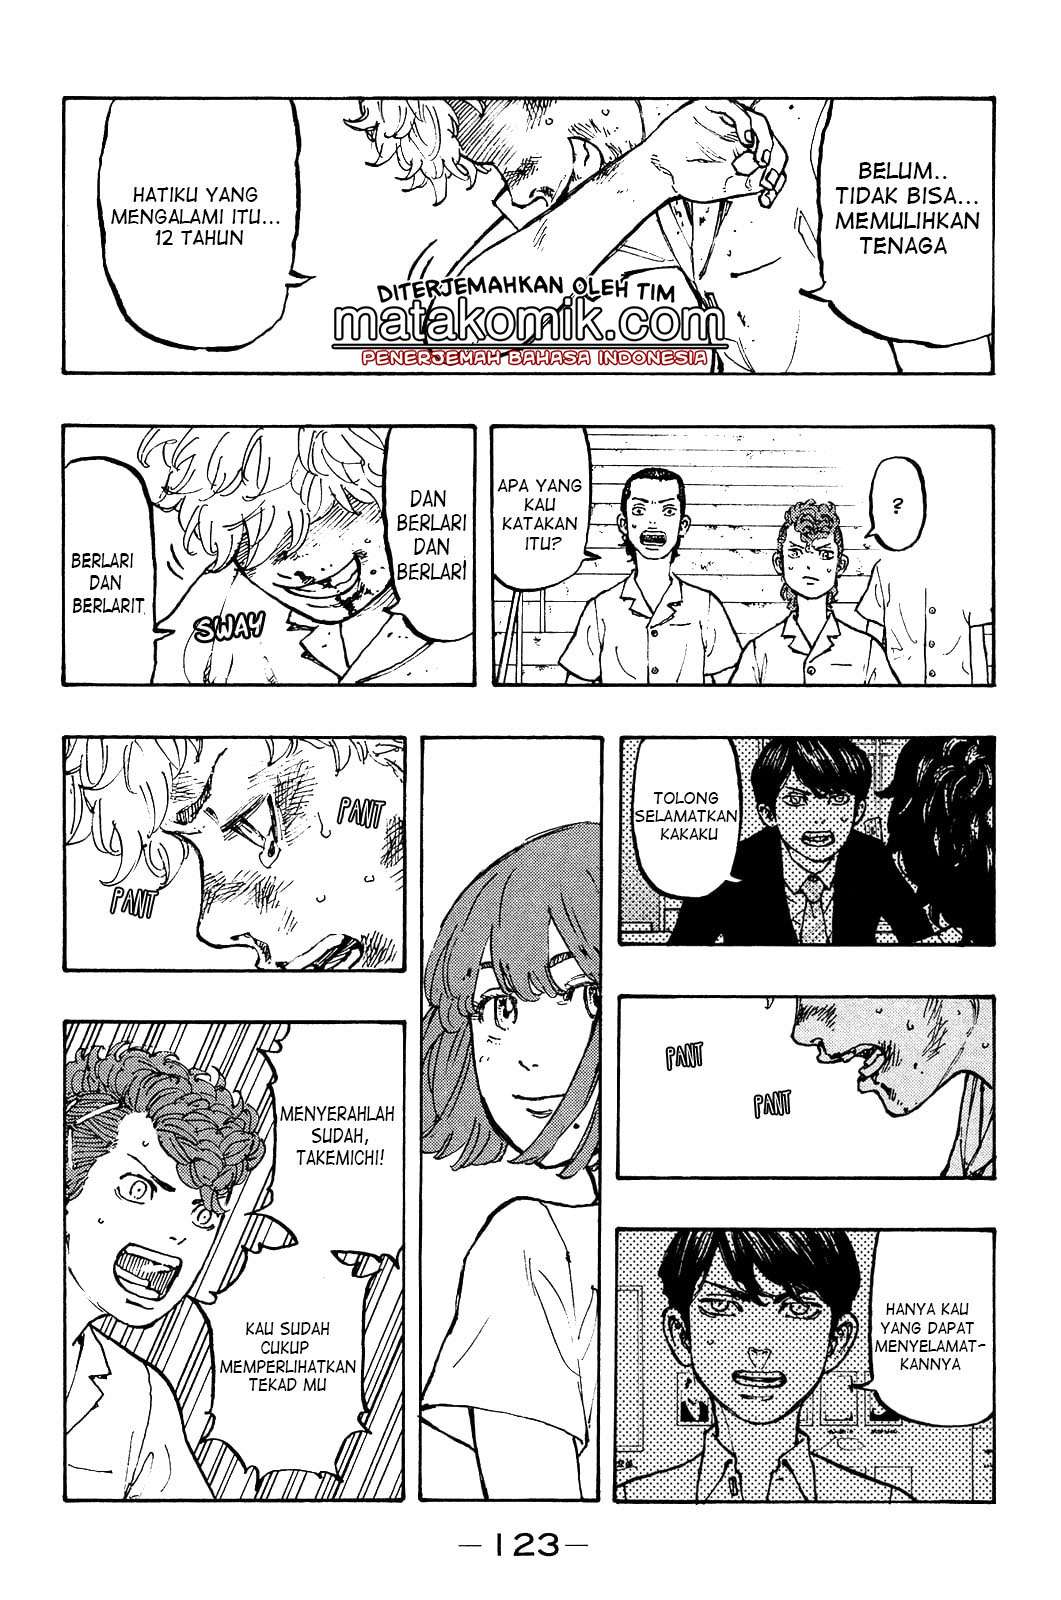 BELUM..
TIDAK BISA...
MEMULIHKAN
TENAGA
HATIKU YANG
MENGALAMI ITU...
12 TAHUN
DITERJEMAHKAN OLEH TIM
matakomik.com
PENERJEMAH BAHASA INDONESIA
?
APA YANG
KAU
KATAKAN
ITU?
DAN
BERLARI
DAN
BERLARI
SWAY
BERLARI
DAN
BERLARIT
TOLONG
SELAMATKAN
KAKAKU
PANT
PANT
HANYA KAU
YANG DAPAT
MENYELAMAT-
KANNYA
PANT
PANT
MENYERAHLAH
SUDAH,
TAKEMICHI!
KAU SUDAH
CUKUP
MEMPERLIHATKAN
TEKAD MU
—123—